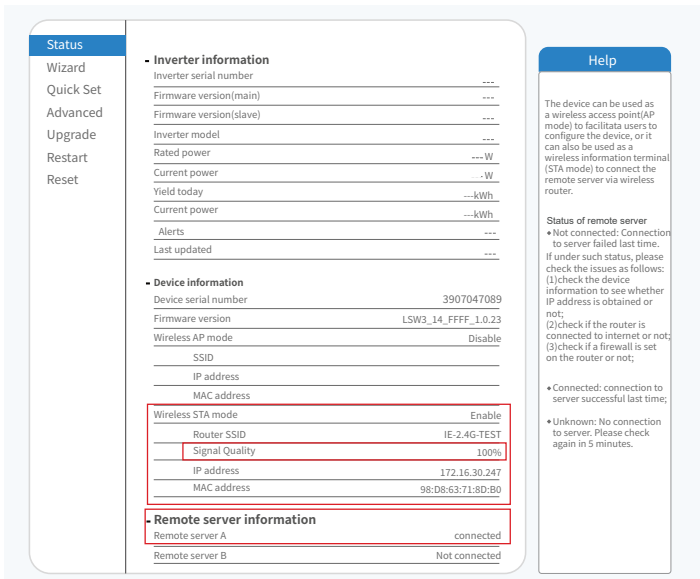 Status
Wizard
Quick Set
Advanced
Upgrade
Restart
Reset
- Inverter information
Inverter serial number ---
Firmware version(main) ---
Firmware version(slave) ---
Inverter model ---
Rated power --- W
Current power --- W
Yield today ---kWh
Current power ---kWh
Alerts ---
Last updated ---
- Device information
Device serial number 3907047089
Firmware version LSW3_14_FFFF_1.0.23
Wireless AP mode Disable
SSID
IP address
MAC address
Wireless STA mode Enable
Router SSID IE-2.4G-TEST
Signal Quality 100%
IP address 172.16.30.247
MAC address 98:D8:63:71:8D:B0
- Remote server information
Remote server A connected
Remote server B Not connected
Help
The device can be used as
a wireless access point(AP
mode) to facilitata users to
configure the device, or it
can also be used as a
wireless information terminal
(STA mode) to connect the
remote server via wireless
router.
Status of remote server
◆Not connected: Connection
to server failed last time.
If under such status, please
check the issues as follows:
(1)check the device
information to see whether
IP address is obtained or
not;
(2)check if the router is
connected to internet or not;
(3)check if a firewall is set
on the router or not;
◆Connected: connection to
server successful last time;
◆Unknown: No connection
to server. Please check
again in 5 minutes.